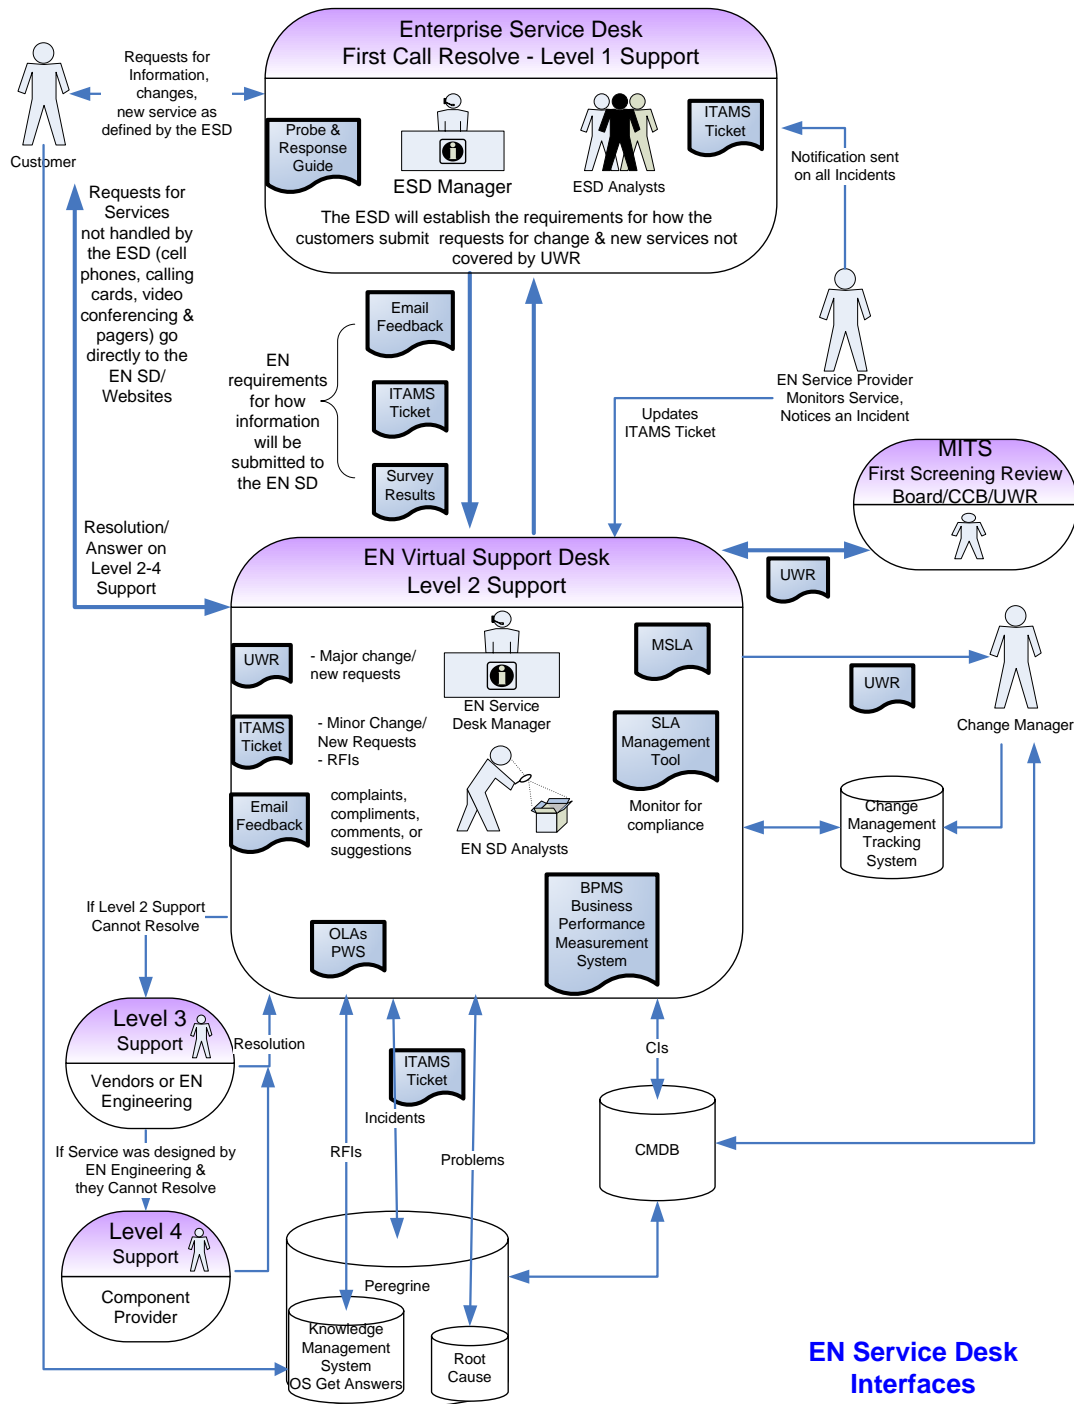 Enterprise Service Desk
First Call Resolve - Level 1 Support
Requests for
Information,
changes,
new service as
defined by the ESD
Customer
Probe &
Response
Guide
ESD Manager
ESD Analysts
ITAMS
Ticket
The ESD will establish the requirements for how the
customers submit requests for change & new services not
covered by UWR
Notification sent
on all Incidents
Requests for
Services
not handled by
the ESD (cell
phones, calling
cards, video
conferencing &
pagers) go
directly to the
EN SD/
Websites
EN
requirements
for how
information
will be
submitted to
the EN SD
Email
Feedback
ITAMS
Ticket
Survey
Results
EN Service Provider
Monitors Service,
Notices an Incident
Updates
ITAMS Ticket
MITS
First Screening Review
Board/CCB/UWR
UWR
Resolution/
Answer on
Level 2-4
Support
EN Virtual Support Desk
Level 2 Support
UWR
- Major change/
new requests
ITAMS
Ticket
- Minor Change/
New Requests
- RFIs
Email
Feedback
complaints,
compliments,
comments, or
suggestions
EN Service
Desk Manager
EN SD Analysts
MSLA
SLA
Management
Tool
Monitor for
compliance
BPMS
Business
Performance
Measurement
System
OLAs
PWS
UWR
Change Manager
Change
Management
Tracking
System
If Level 2 Support
Cannot Resolve
Level 3
Support
Vendors or EN
Engineering
Resolution
If Service was designed by
EN Engineering &
they Cannot Resolve
Level 4
Support
Component
Provider
ITAMS
Ticket
Incidents
RFIs
Problems
CIs
CMDB
Peregrine
Knowledge
Management
System
OS Get Answers
Root
Cause
EN Service Desk
Interfaces